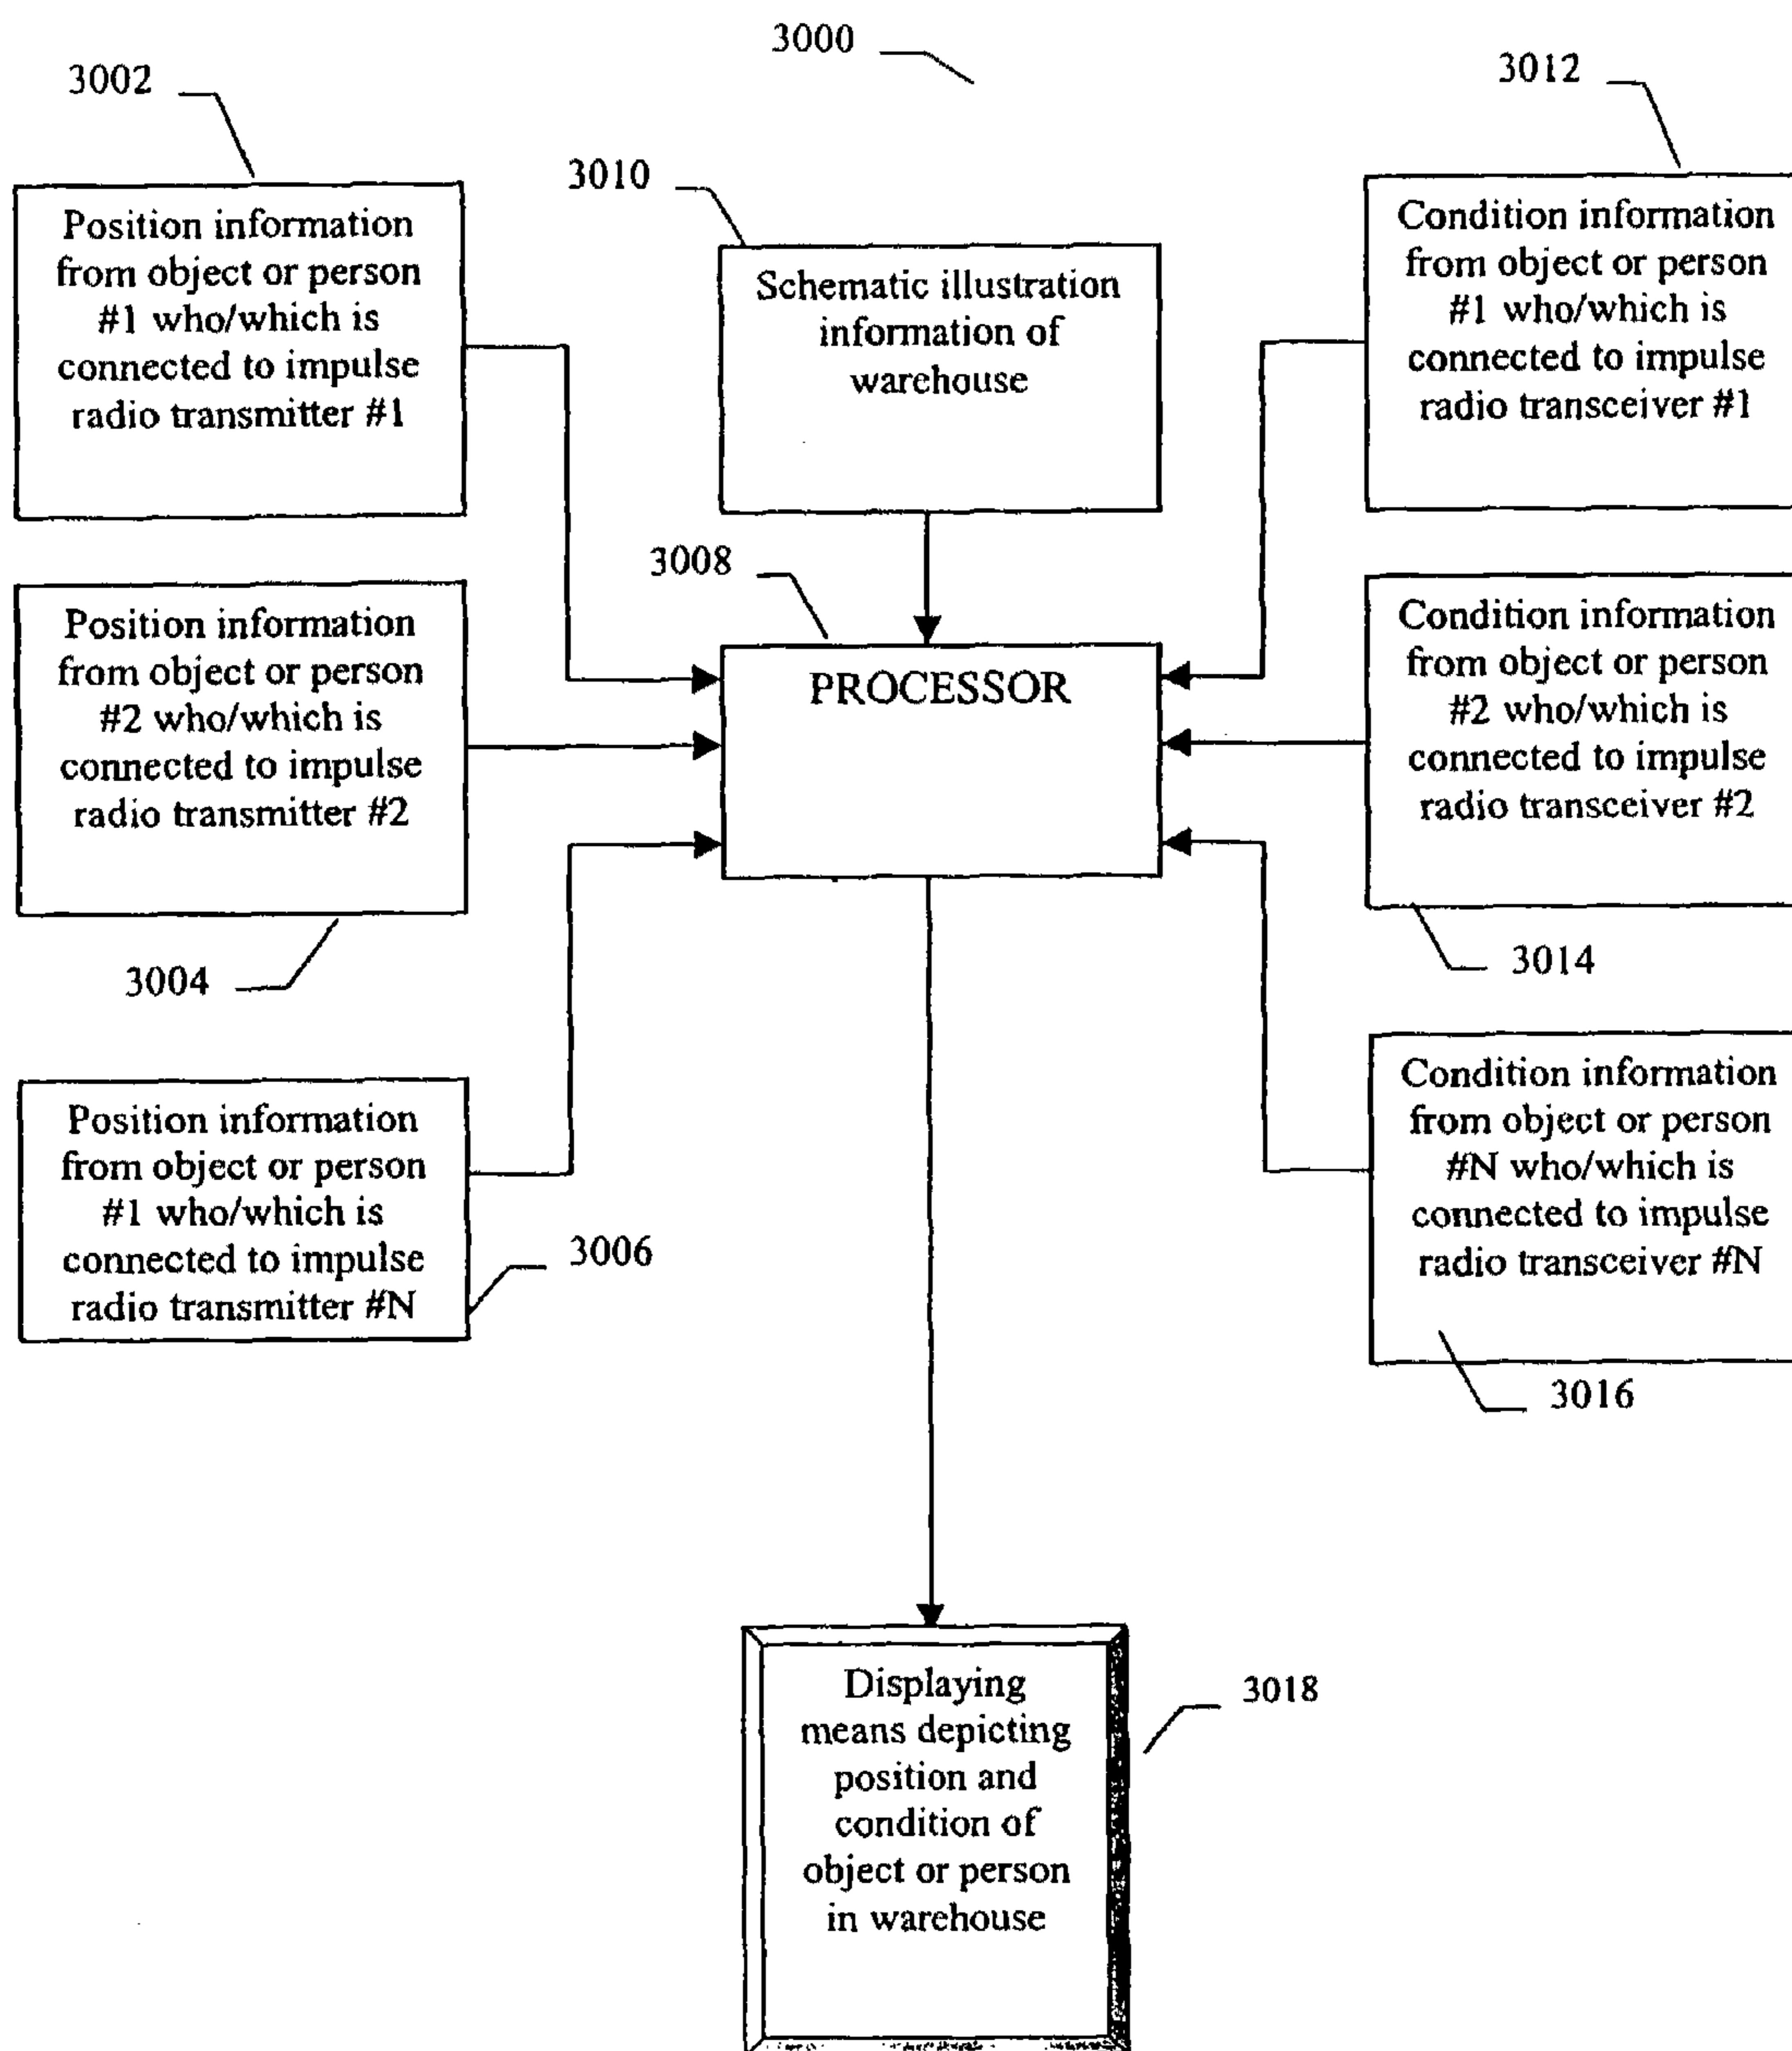 3000
3002
3012
3010
Position information
from object or person
#1 who/which is
connected to impulse
radio transmitter #1
Schematic illustration
information of
warehouse
Condition information
from object or person
#1 who/which is
connected to impulse
radio transceiver #1
3008
Position information
from object or person
#2 who/which is
connected to impulse
radio transmitter #2
PROCESSOR
Condition information
from object or person
#2 who/which is
connected to impulse
radio transceiver #2
3004
3014
Position information
from object or person
#1 who/which is
connected to impulse
radio transmitter #N
3006
Condition information
from object or person
#N who/which is
connected to impulse
radio transceiver #N
3016
Displaying
means depicting
position and
condition of
object or person
in warehouse
3018